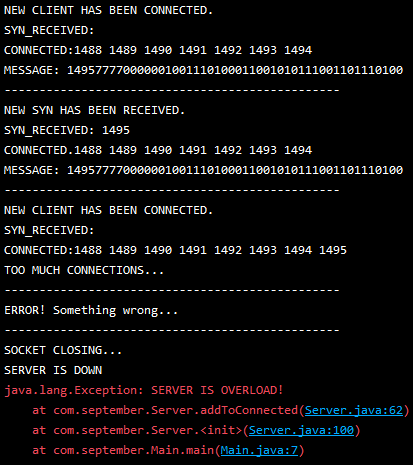 NEW CLIENT HAS BEEN CONNECTED.
SYN_RECEIVED:
CONNECTED:1488 1489 1490 1491 1492 1493 1494
MESSAGE: 149577770000001001110100011001010111001101110100
------------------------------------------------
NEW SYN HAS BEEN RECEIVED.
SYN_RECEIVED: 1495
CONNECTED:1488 1489 1490 1491 1492 1493 1494
MESSAGE: 149577770000001001110100011001010111001101110100
------------------------------------------------
NEW CLIENT HAS BEEN CONNECTED.
SYN_RECEIVED:
CONNECTED:1488 1489 1490 1491 1492 1493 1494 1495
TOO MUCH CONNECTIONS...
------------------------------------------------
ERROR! Something wrong...
------------------------------------------------
SOCKET CLOSING...
SERVER IS DOWN
java.lang.Exception: SERVER IS OVERLOAD!
at com.september.Server.addToConnected(Server.java:62)
at com.september.Server.<init>(Server.java:100)
at com.september.Main.main(Main.java:7)